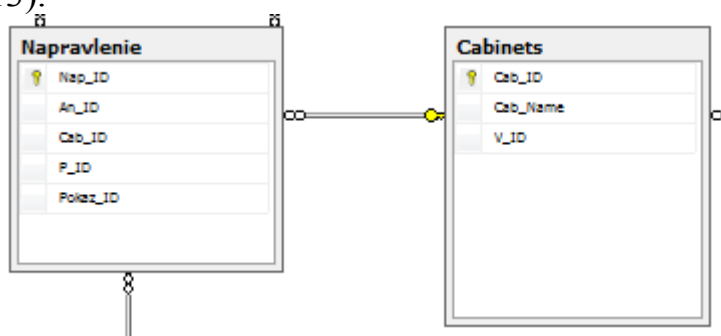 Napravlenie
Nap_ID
An_ID
Cab_ID
P_ID
Pokaz_ID
Cabinets
Cab_ID
Cab_Name
V_ID